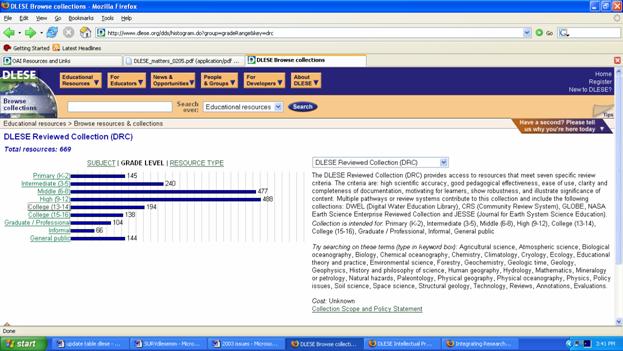 DLESE Browse collections - Mozilla Firefox
File Edit View Go Bookmarks Tools Help
http://www.dlese.org/dds/histogram.do?group=gradeRange&key=drc
Go
Getting Started Latest Headlines
OAI Resources and Links DLESE_matters_0205.pdf (application/pdf ... DLESE Browse collections
DLESE
Educational Resources
For Educators
News & Opportunities
People & Groups
For Developers
About DLESE
Home
Register
New to DLESE?
Browse collections
Search over:
Educational resources
Search
Tips
Educational resources > Browse resources & collections
Have a second? Please tell us why you're here today
DLESE Reviewed Collection (DRC)
Total resources: 669
SUBJECT | GRADE LEVEL | RESOURCE TYPE
Primary (K-2) 145
Intermediate (3-5) 240
Middle (6-8) 477
High (9-12) 488
College (13-14) 194
College (15-16) 138
Graduate / Professional 104
Informal 66
General public 144
DLESE Reviewed Collection (DRC)
The DLESE Reviewed Collection (DRC) provides access to resources that meet seven specific review
criteria. The criteria are: high scientific accuracy, good pedagogical effectiveness, ease of use, clarity and
completeness of documentation, motivating for learners, show robustness, and illustrate significance of
content. Multiple pathways or review systems contribute to this collection and include the following
collections: DWEL (Digital Water Education Library), CRS (Community Review System), GLOBE, NASA
Earth Science Enterprise Reviewed Collection and JESSE (Journal for Earth System Science Education).
Collection is intended for: Primary (K-2), Intermediate (3-5), Middle (6-8), High (9-12), College (13-14),
College (15-16), Graduate / Professional, Informal, General public
Try searching on these terms (type in keyword box): Agricultural science, Atmospheric science, Biological
oceanography, Biology, Chemical oceanography, Chemistry, Climatology, Cryology, Ecology, Educational
theory and practice, Environmental science, Forestry, Geochemistry, Geologic time, Geology,
Geophysics, History and philosophy of science, Human geography, Hydrology, Mathematics, Mineralogy
or petrology, Natural hazards, Paleontology, Physical geography, Physical oceanography, Physics, Policy
issues, Soil science, Space science, Structural geology, Technology, Reviews, Annotations, Evaluations.
Cost: Unknown
Collection Scope and Policy Statement
Done
start
update table dlese - ...
SURYdlesemm - Micro...
2003 issues - Microso...
DLESE Browse collecti...
DLESE Intellectual Pr...
Integrating Research...
3:41 PM